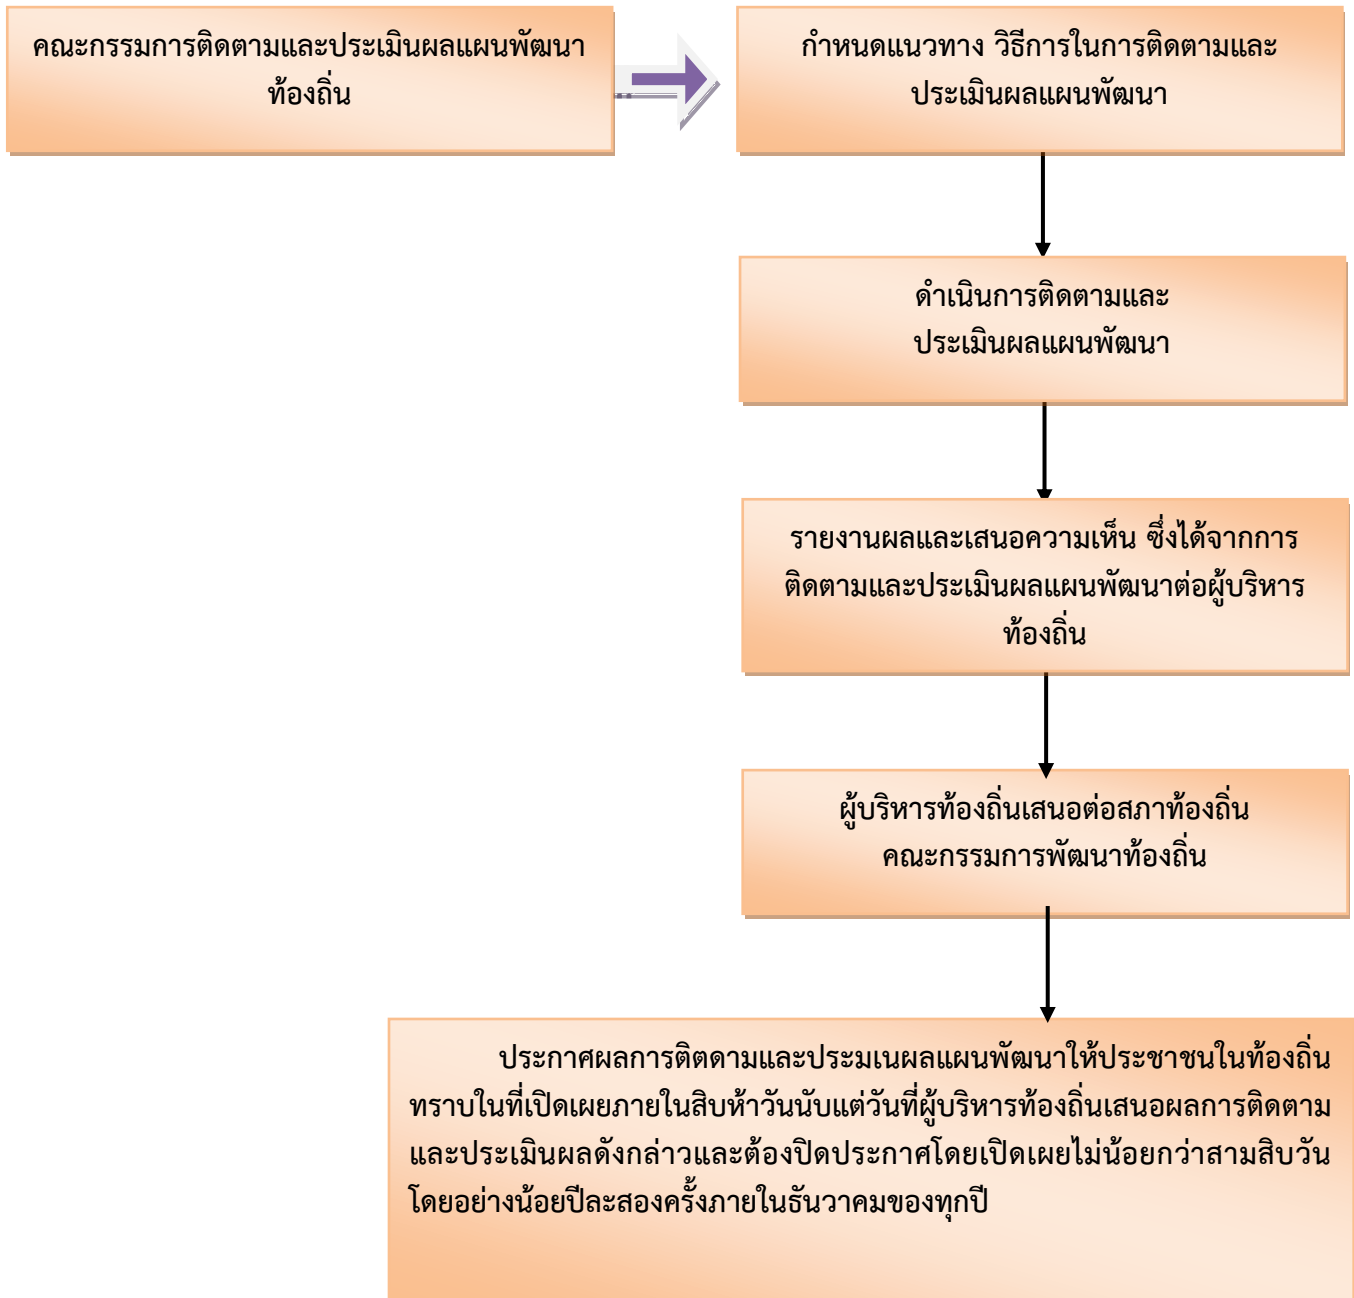 คณะกรรมการติดตามและประเมินผลแผนพัฒนา
ท้องถิ่น
กำหนดแนวทาง วิธีการในการติดตามและ
ประเมินผลแผนพัฒนา
ดำเนินการติดตามและ
ประเมินผลแผนพัฒนา
รายงานผลและเสนอความเห็น ซึ่งได้จากการ
ติดตามและประเมินผลแผนพัฒนาต่อผู้บริหาร
ท้องถิ่น
ผู้บริหารท้องถิ่นเสนอต่อสภาท้องถิ่น
คณะกรรมการพัฒนาท้องถิ่น
ประกาศผลการติตดามและประมเนผลแผนพัฒนาให้ประชาชนในท้องถิ่น
ทราบในที่เปิดเผยภายในสิบห้าวันนับแต่วันที่ผู้บริหารท้องถิ่นเสนอผลการติดตาม
และประเมินผลดังกล่าวและต้องปิดประกาศโดยเปิดเผยไม่น้อยกว่าสามสิบวัน
โดยอย่างน้อยปีละสองครั้งภายในธันวาคมของทุกปี